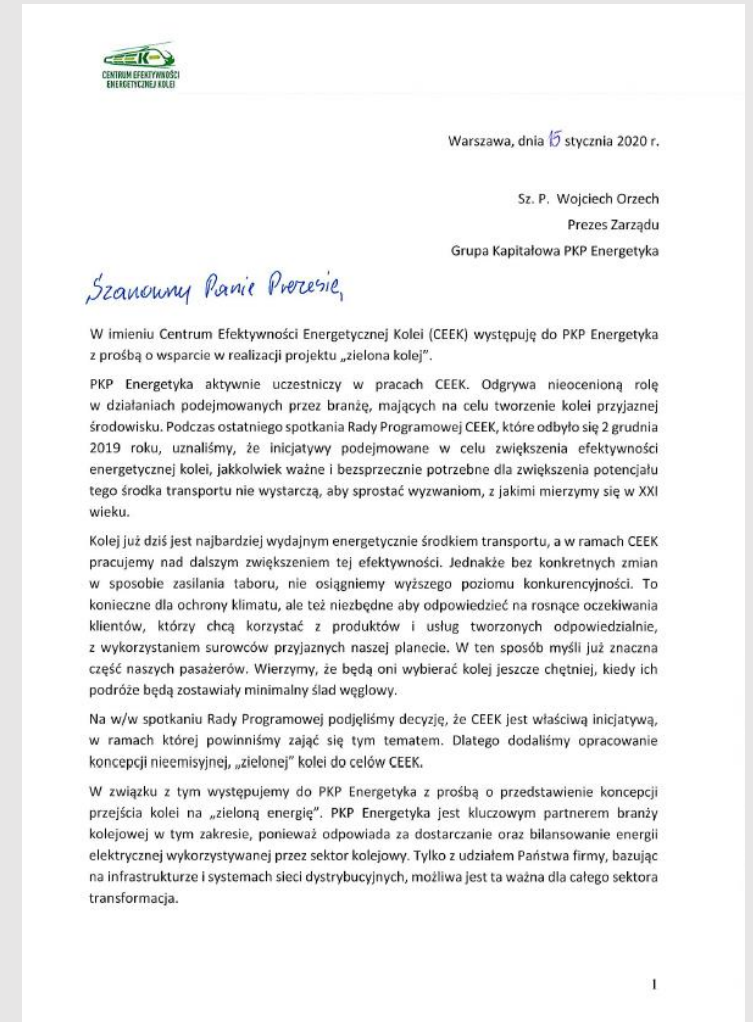 CEEK
CENTRUM EFEKTYWNOŚCI
ENERGETYCZNEJ KOLEI
Warszawa, dnia 15 stycznia 2020 r.
Sz. P. Wojciech Orzech
Prezes Zarządu
Grupa Kapitałowa PKP Energetyka
Szanowny Panie Prezesie,
W imieniu Centrum Efektywności Energetycznej Kolei (CEEK) występuję do PKP Energetyka
z prośbą o wsparcie w realizacji projektu „zielona kolej”.
PKP Energetyka aktywnie uczestniczy w pracach CEEK. Odgrywa nieocenioną rolę
w działaniach podejmowanych przez branżę, mających na celu tworzenie kolei przyjaznej
środowisku. Podczas ostatniego spotkania Rady Programowej CEEK, które odbyło się 2 grudnia
2019 roku, uznaliśmy, że inicjatywy podejmowane w celu zwiększenia efektywności
energetycznej kolei, jakkolwiek ważne i bezsprzecznie potrzebne dla zwiększenia potencjału
tego środka transportu nie wystarczą, aby sprostać wyzwaniom, z jakimi mierzymy się w XXI
wieku.
Kolej już dziś jest najbardziej wydajnym energetycznie środkiem transportu, a w ramach CEEK
pracujemy nad dalszym zwiększeniem tej efektywności. Jednakże bez konkretnych zmian
w sposobie zasilania taboru, nie osiągniemy wyższego poziomu konkurencyjności. To
konieczne dla ochrony klimatu, ale też niezbędne aby odpowiedzieć na rosnące oczekiwania
klientów, którzy chcą korzystać z produktów i usług tworzonych odpowiedzialnie,
z wykorzystaniem surowców przyjaznych naszej planecie. W ten sposób myśli już znaczna
część naszych pasażerów. Wierzymy, że będą oni wybierać kolej jeszcze chętniej, kiedy ich
podróże będą zostawiały minimalny ślad węglowy.
Na w/w spotkaniu Rady Programowej podjęliśmy decyzję, że CEEK jest właściwą inicjatywą,
w ramach której powinniśmy zająć się tym tematem. Dlatego dodaliśmy opracowanie
koncepcji nieemisyjnej, „zielonej” kolei do celów CEEK.
W związku z tym występujemy do PKP Energetyka z prośbą o przedstawienie koncepcji
przejścia kolei na „zieloną energię”. PKP Energetyka jest kluczowym partnerem branży
kolejowej w tym zakresie, ponieważ odpowiada za dostarczanie oraz bilansowanie energii
elektrycznej wykorzystywanej przez sektor kolejowy. Tylko z udziałem Państwa firmy, bazując
na infrastrukturze i systemach sieci dystrybucyjnych, możliwa jest ta ważna dla całego sektora
transformacja.
1